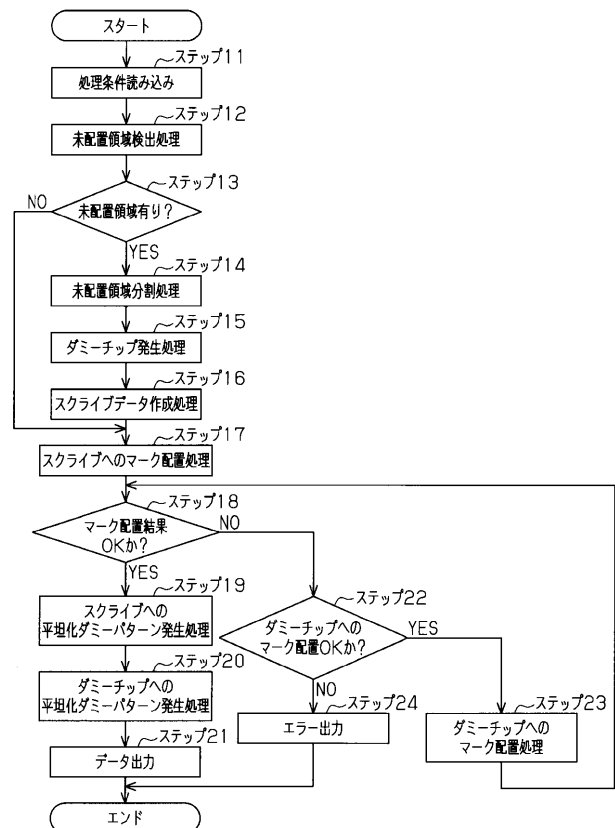 スタート
ステップ11
処理条件読み込み
ステップ12
未配置領域検出処理
ステップ13
NO
未配置領域有り?
YES
ステップ14
未配置領域分割処理
ステップ15
ダミーチップ発生処理
ステップ16
スクライブデータ作成処理
ステップ17
スクライブへのマーク配置処理
ステップ18
マーク配置結果
OKか?
NO
YES
ステップ19
スクライブへの
平坦化ダミーパターン発生処理
ステップ20
ダミーチップへの
平坦化ダミーパターン発生処理
ステップ21
データ出力
エンド
ステップ22
ダミーチップへの
マーク配置OKか?
YES
NO
ステップ24
エラー出力
ステップ23
ダミーチップへの
マーク配置処理